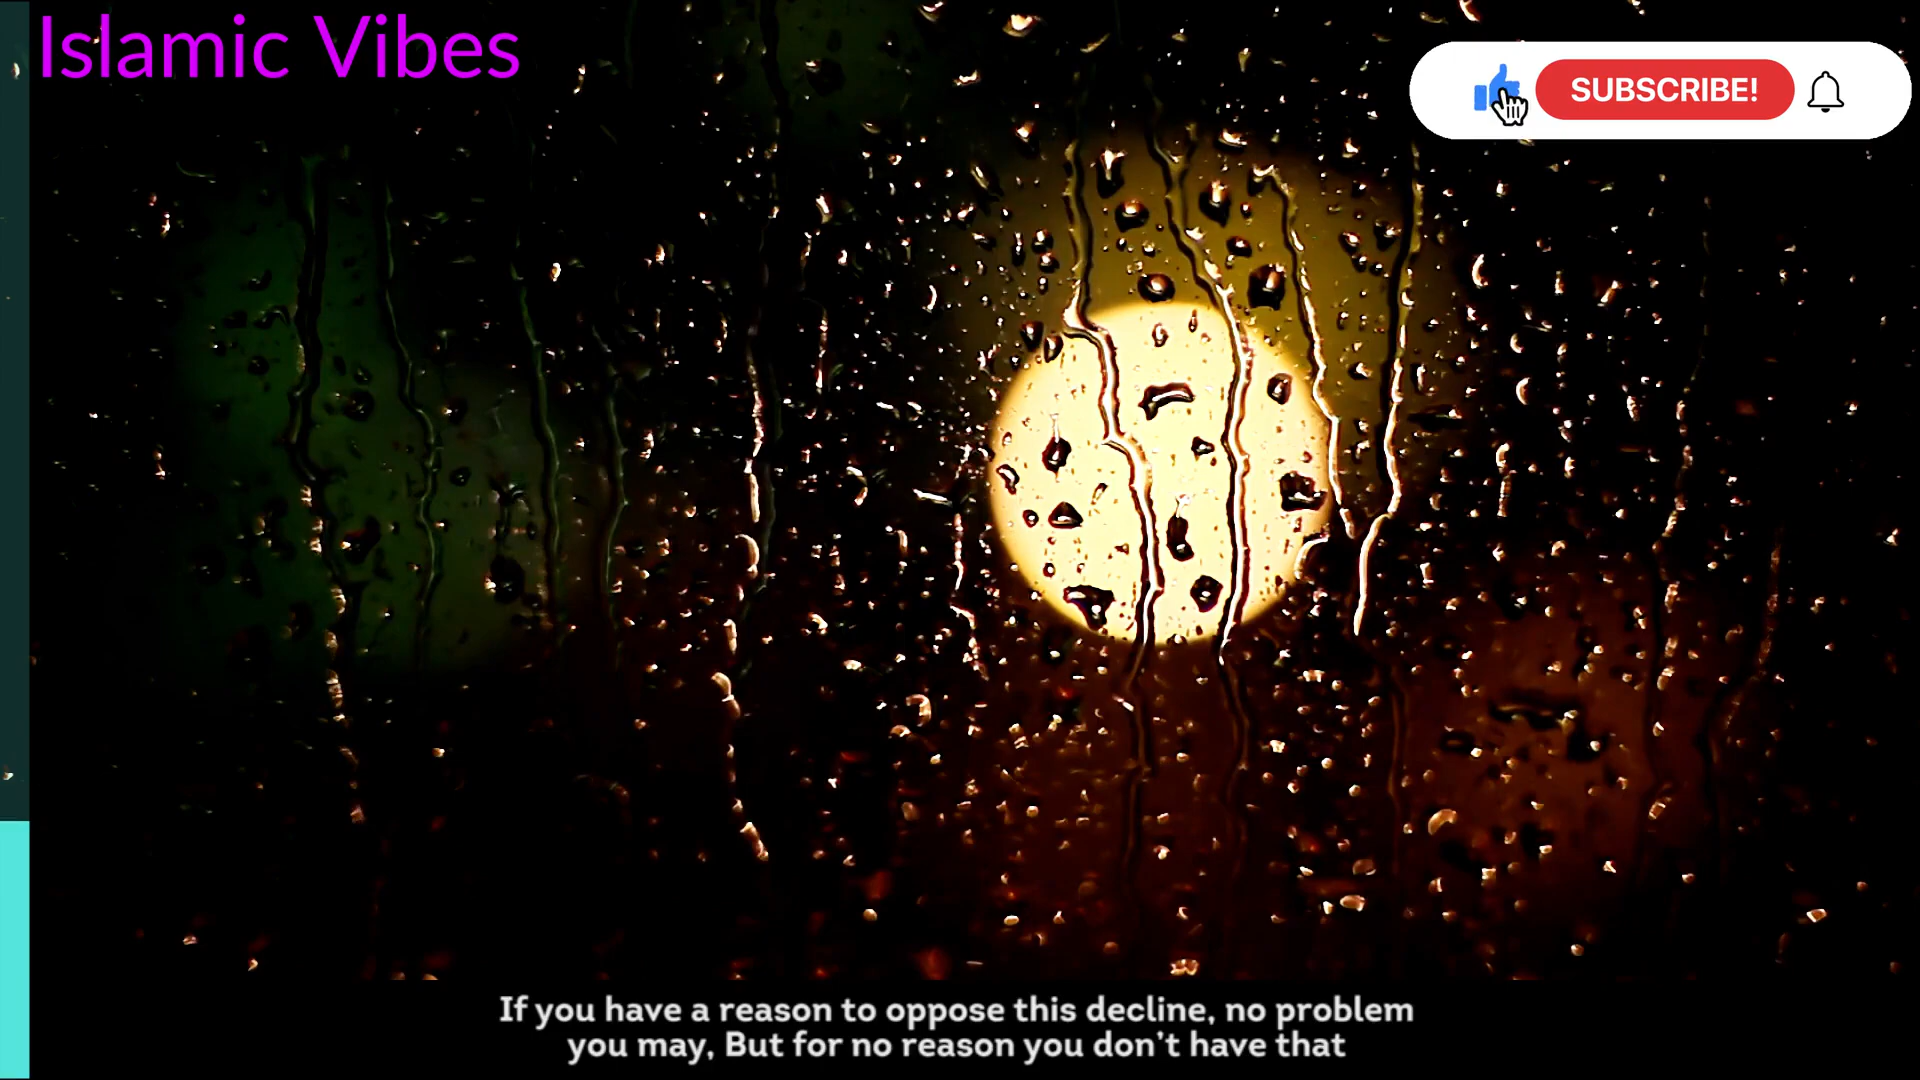 Islamic Vibes
SUBSCRIBE!
If you have a reason to oppose this decline, no problem
you may, But for no reason you don't have that